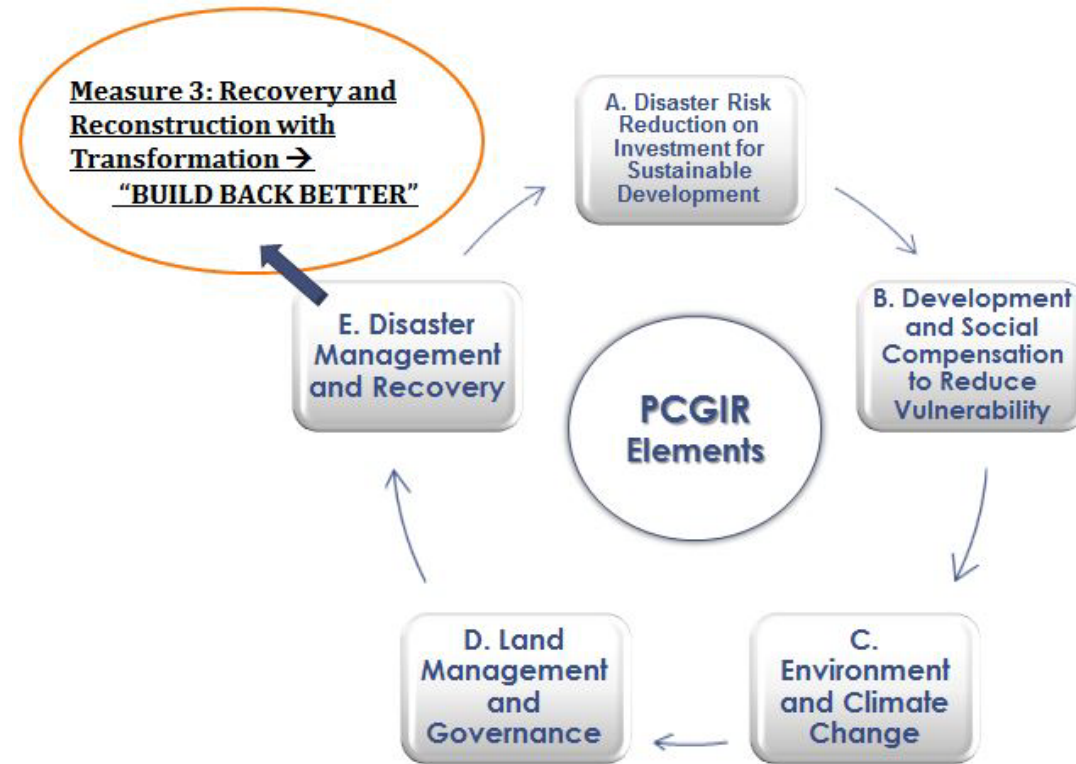 Measure 3: Recovery and
Reconstruction with
Transformation →
“BUILD BACK BETTER”
A. Disaster Risk
Reduction on
Investment for
Sustainable
Development
B. Development
and Social
Compensation
to Reduce
Vulnerability
C.
Environment
and Climate
Change
D. Land
Management
and
Governance
E. Disaster
Management
and Recovery
PCGIR
Elements